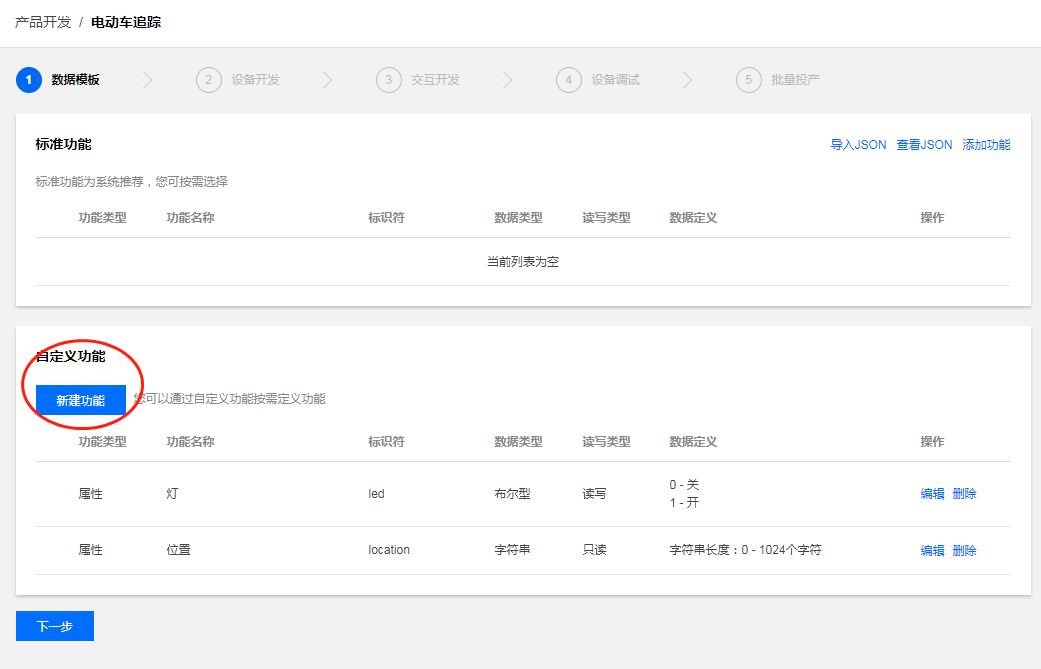 产品开发 / 电动车追踪
1 数据模板 2 设备开发 3 交互开发 4 设备调试 5 批量投产
标准功能 导入JSON 查看JSON 添加功能
标准功能为系统推荐，您可按需选择
功能类型 功能名称 标识符 数据类型 读写类型 数据定义 操作
当前列表为空
自定义功能
新建功能 您可以通过自定义功能按需定义功能
功能类型 功能名称 标识符 数据类型 读写类型 数据定义 操作
属性 灯 led 布尔型 读写 0 - 关 编辑 删除
1 - 开
属性 位置 location 字符串 只读 字符串长度：0 - 1024个字符 编辑 删除
下一步